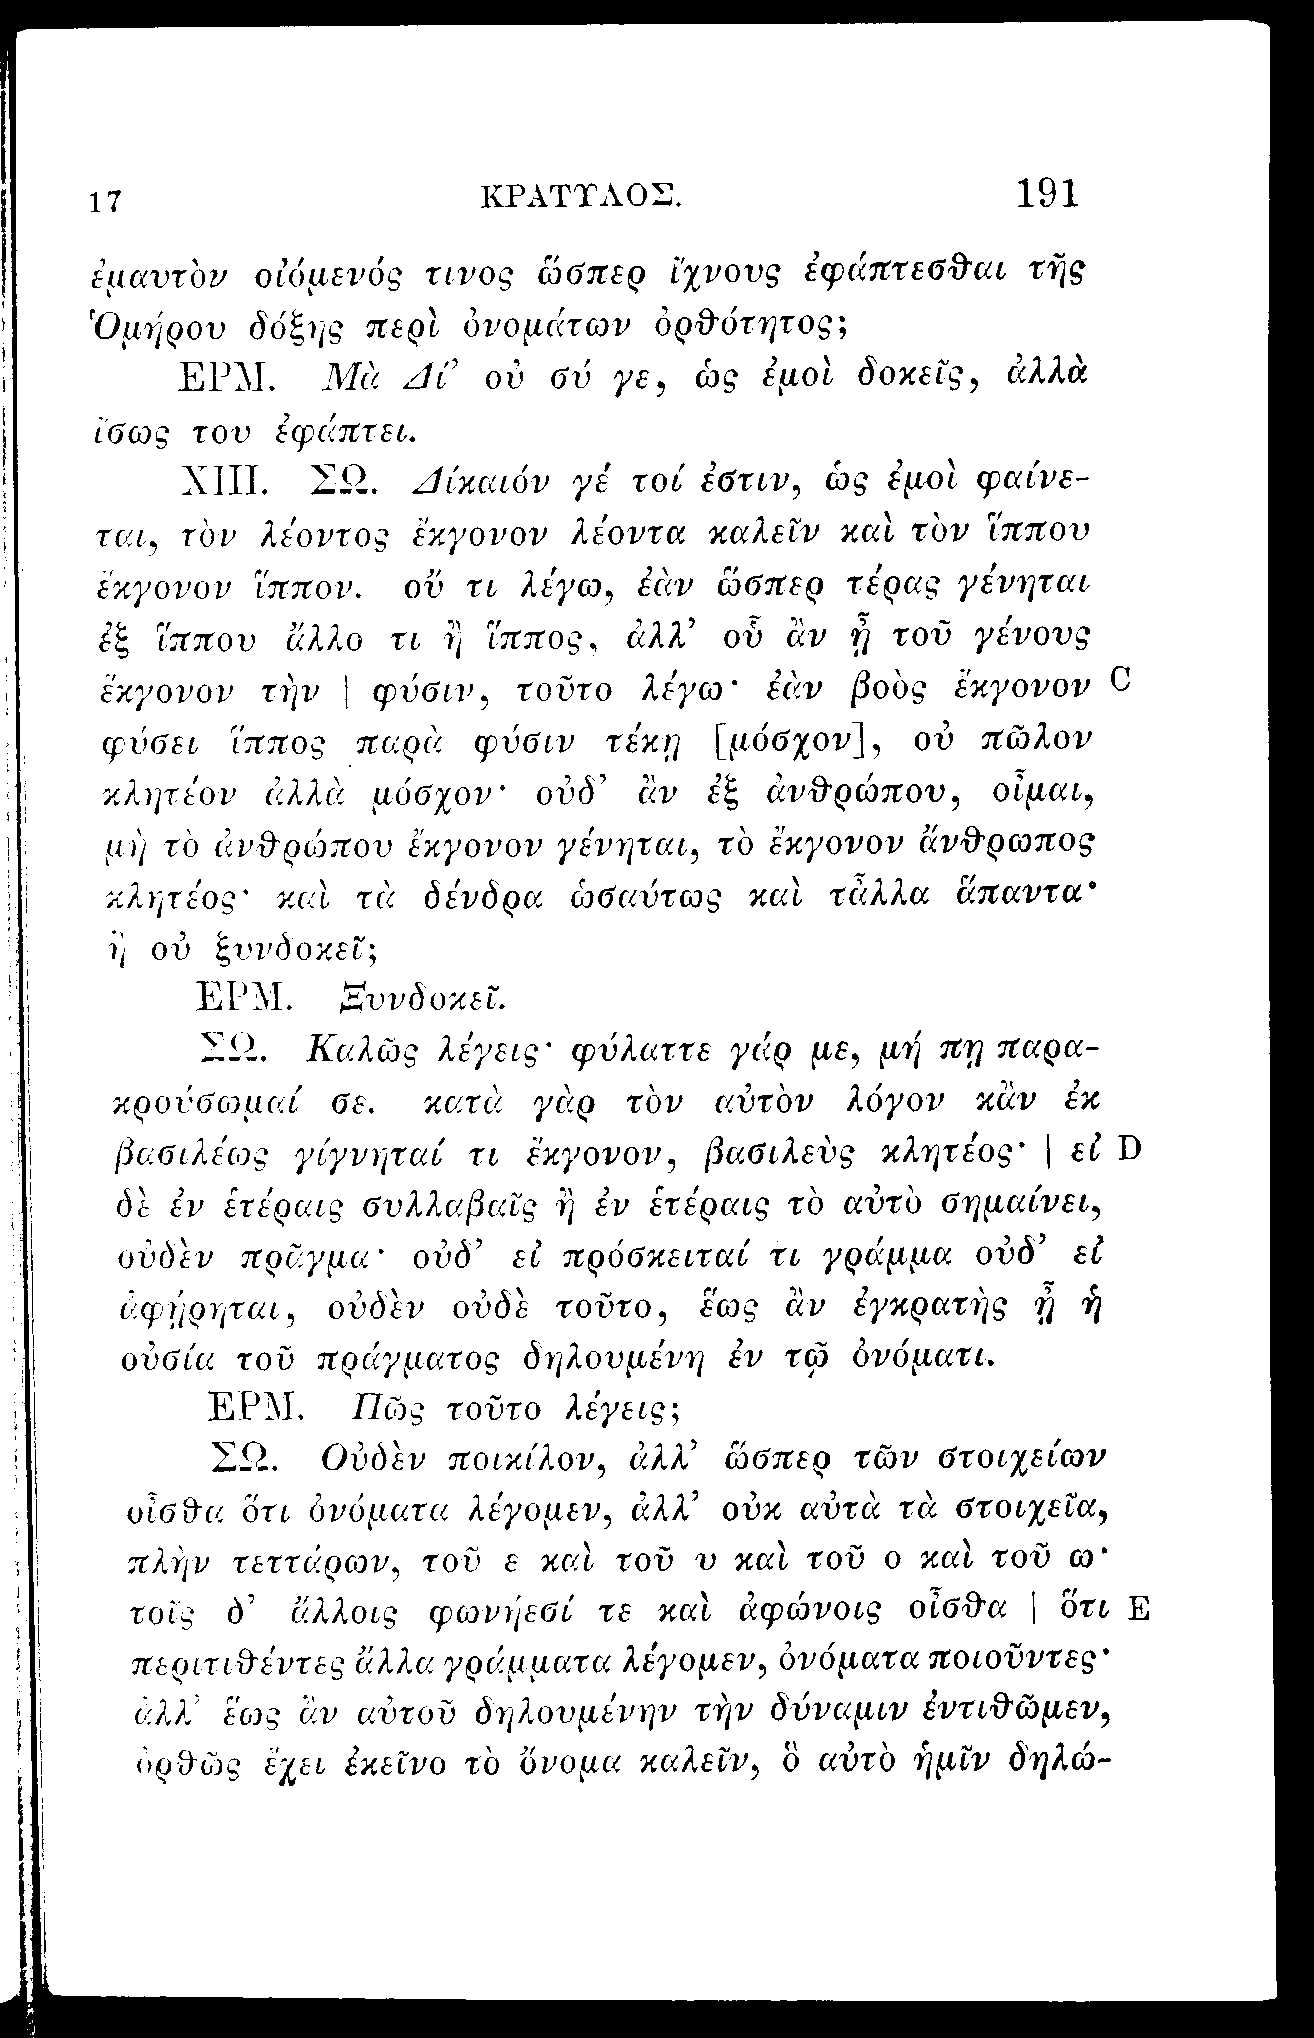 17 ΚΡΑΤΥΛΟΣ. 191
ἐμαυτὸν οἰόμενός τινος ὥσπερ ἴχνους ἐφάπτεσθαι τῆς
Ὁμήρου δόξης περὶ ὀνομάτων ὀρθότητος;
ΕΡΜ. Μὰ Δί’ οὐ σύ γε, ὡς ἐμοὶ δοκεῖς, ἀλλὰ
ἴσως του ἐφάπτει.
XIII. ΣΩ. Δίκαιόν γέ τοί ἐστιν, ὡς ἐμοὶ φαίνε-
ται, τὸν λέοντος ἔκγονον λέοντα καλεῖν καὶ τὸν ἵππου
ἔκγονον ἵππον. οὔ τι λέγω, ἐὰν ὥσπερ τέρας γένηται
ἐξ ἵππου ἄλλο τι ἢ ἵππος, ἀλλ’ οὗ ἂν ᾖ τοῦ γένους
ἔκγονον τὴν | φύσιν, τοῦτο λέγω· ἐὰν βοὸς ἔκγονον C
φύσει ἵππος παρὰ φύσιν τέκῃ [μόσχον], οὐ πῶλον
κλητέον ἀλλὰ μόσχον· οὐδ’ ἂν ἐξ ἀνθρώπου, οἶμαι,
μὴ τὸ ἀνθρώπου ἔκγονον γένηται, τὸ ἔκγονον ἄνθρωπος
κλητέος· καὶ τὰ δένδρα ὡσαύτως καὶ τἆλλα ἅπαντα·
ἢ οὐ ξυνδοκεῖ;
ΕΡΜ. Ξυνδοκεῖ.
ΣΩ. Καλῶς λέγεις· φύλαττε γάρ με, μή πῃ παρα-
κρούσωμαί σε. κατὰ γὰρ τὸν αὐτὸν λόγον κἂν ἐκ
βασιλέως γίγνηταί τι ἔκγονον, βασιλεὺς κλητέος· | εἰ D
δὲ ἐν ἑτέραις συλλαβαῖς ἢ ἐν ἑτέραις τὸ αὐτὸ σημαίνει,
οὐδὲν πρᾶγμα· οὐδ’ εἰ πρόσκειταί τι γράμμα οὐδ’ εἰ
ἀφῄρηται, οὐδὲν οὐδὲ τοῦτο, ἕως ἂν ἐγκρατὴς ᾖ ἡ
οὐσία τοῦ πράγματος δηλουμένη ἐν τῷ ὀνόματι.
ΕΡΜ. Πῶς τοῦτο λέγεις;
ΣΩ. Οὐδὲν ποικίλον, ἀλλ’ ὥσπερ τῶν στοιχείων
οἶσθα ὅτι ὀνόματα λέγομεν, ἀλλ’ οὐκ αὐτὰ τὰ στοιχεῖα,
πλὴν τεττάρων, τοῦ ε καὶ τοῦ υ καὶ τοῦ ο καὶ τοῦ ω·
τοῖς δ’ ἄλλοις φωνήεσί τε καὶ ἀφώνοις οἶσθα | ὅτι E
περιτιθέντες ἄλλα γράμματα λέγομεν, ὀνόματα ποιοῦντες·
ἀλλ’ ἕως ἂν αὐτοῦ δηλουμένην τὴν δύναμιν ἐντιθῶμεν,
ὀρθῶς ἔχει ἐκεῖνο τὸ ὄνομα καλεῖν, ὃ αὐτὸ ἡμῖν δηλώ-